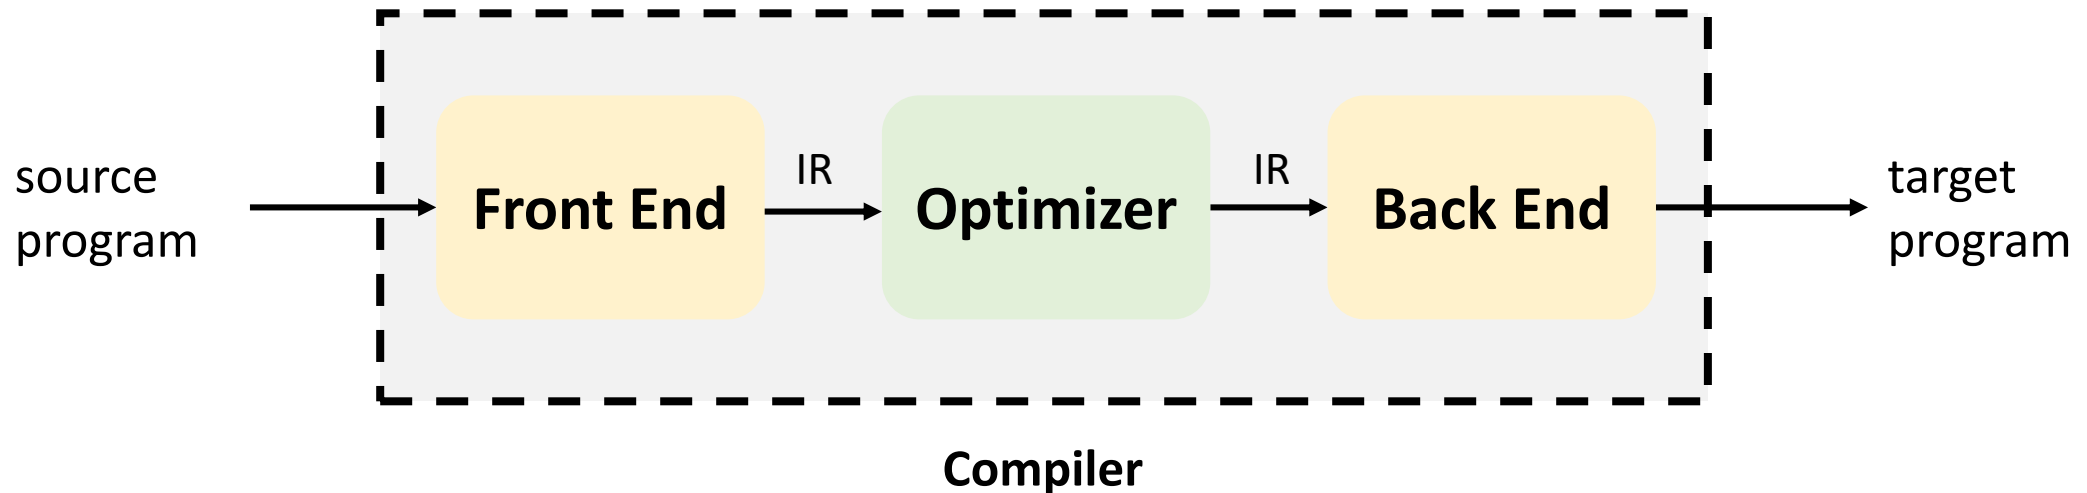 source
program
Front End
IR
Optimizer
IR
Back End
target
program
Compiler